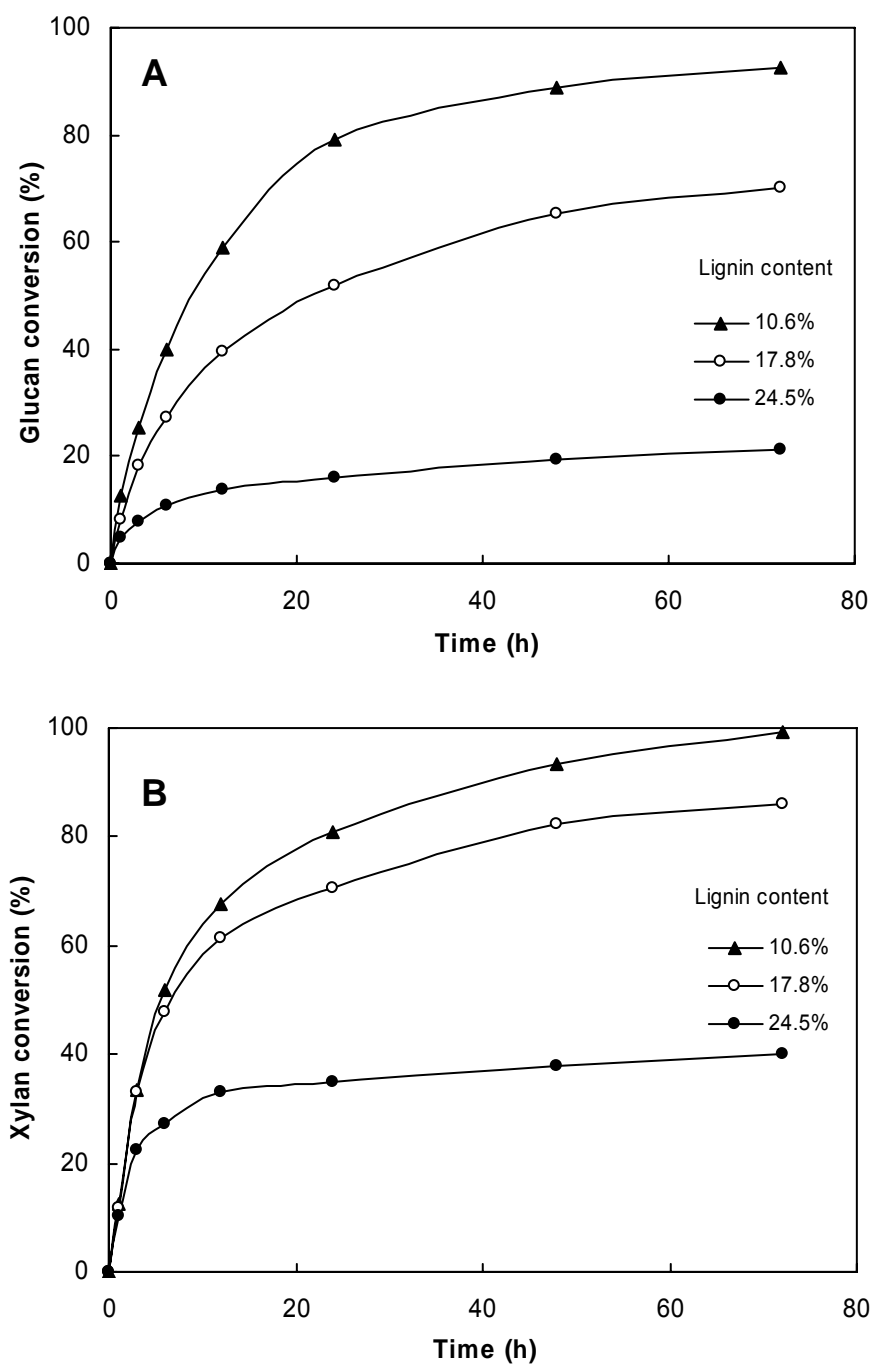 100
A
80
60
40
20
0
Glucan conversion (%)
Lignin content
10.6%
17.8%
24.5%
0 20 40 60 80
Time (h)
100
B
80
60
40
20
0
Xylan conversion (%)
Lignin content
10.6%
17.8%
24.5%
0 20 40 60 80
Time (h)